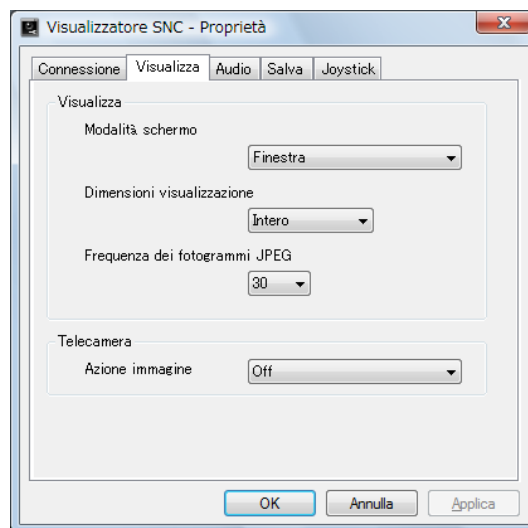 Visualizzatore SNC - Proprietà
Connessione Visualizza Audio Salva Joystick
Visualizza
Modalità schermo
Finestra
Dimensioni visualizzazione
Intero
Frequenza dei fotogrammi JPEG
30
Telecamera
Azione immagine Off
OK Annulla Applica